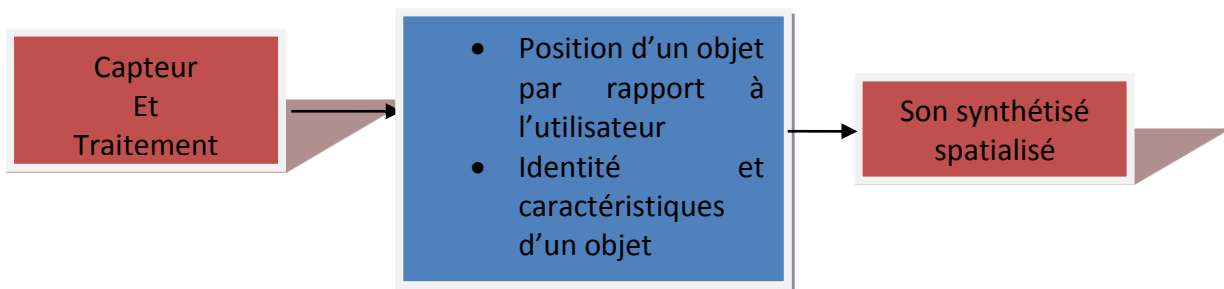 Capteur
Et
Traitement
• Position d’un objet
par rapport à
l’utilisateur
• Identité et
caractéristiques
d’un objet
Son synthétisé
spatialisé